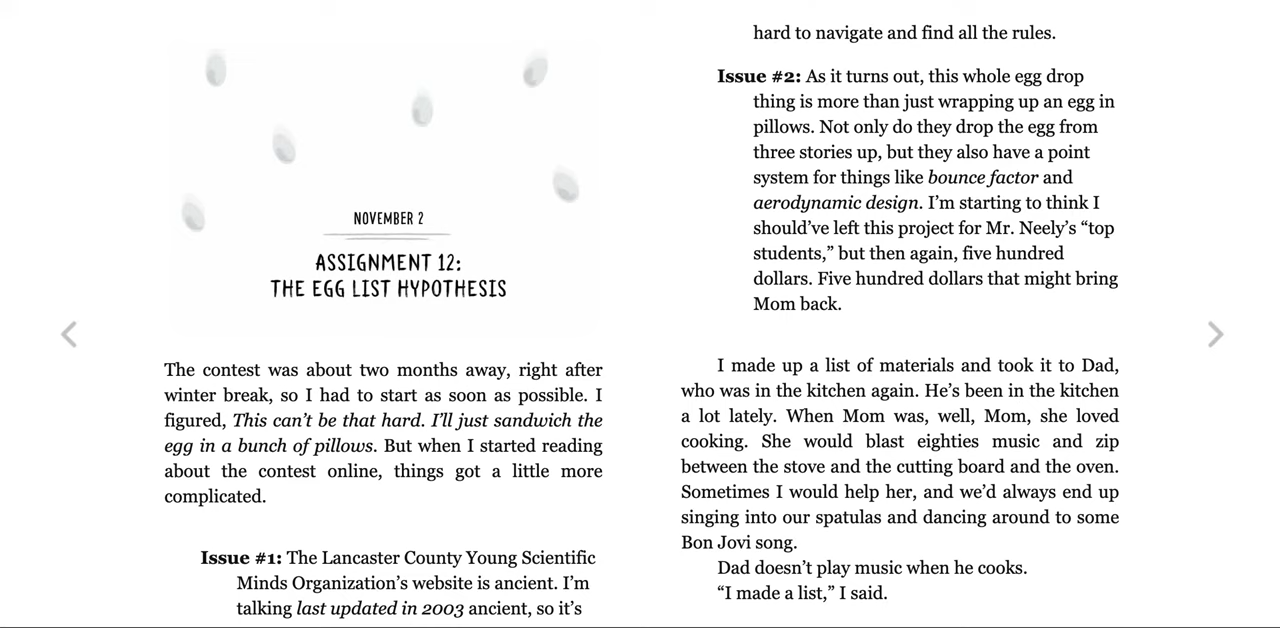 NOVEMBER 2
ASSIGNMENT 12:
THE EGG LIST HYPOTHESIS
The contest was about two months away, right after
winter break, so I had to start as soon as possible. I
figured, This can’t be that hard. I’ll just sandwich the
egg in a bunch of pillows. But when I started reading
about the contest online, things got a little more
complicated.
Issue #1: The Lancaster County Young Scientific
Minds Organization’s website is ancient. I’m
talking last updated in 2003 ancient, so it’s
hard to navigate and find all the rules.
Issue #2: As it turns out, this whole egg drop
thing is more than just wrapping up an egg in
pillows. Not only do they drop the egg from
three stories up, but they also have a point
system for things like bounce factor and
aerodynamic design. I’m starting to think I
should’ve left this project for Mr. Neely’s “top
students,” but then again, five hundred
dollars. Five hundred dollars that might bring
Mom back.
I made up a list of materials and took it to Dad,
who was in the kitchen again. He’s been in the kitchen
a lot lately. When Mom was, well, Mom, she loved
cooking. She would blast eighties music and zip
between the stove and the cutting board and the oven.
Sometimes I would help her, and we’d always end up
singing into our spatulas and dancing around to some
Bon Jovi song.
Dad doesn’t play music when he cooks.
“I made a list,” I said.